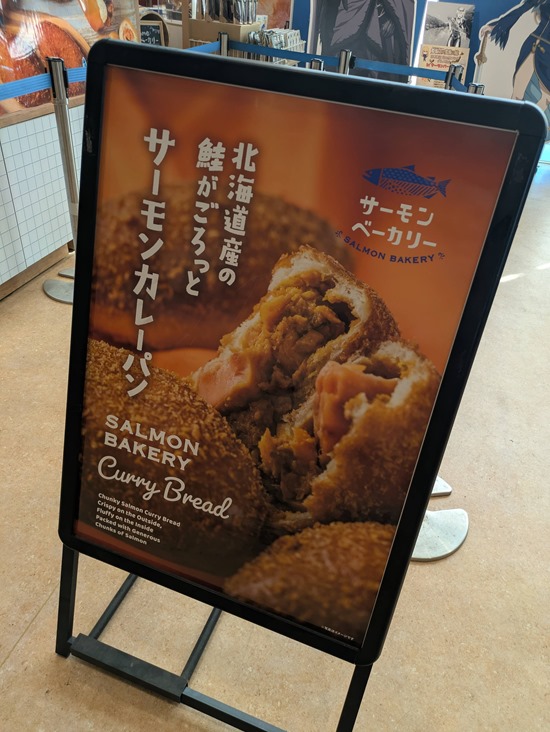 北海道産の
鮭がごろっと
サーモンカレーパン
サーモン
ベーカリー
SALMON BAKERY
SALMON
BAKERY
Curry Bread
Chunky Salmon Curry Bread
Crispy on the Outside,
Fluffy on the Inside
Packed with Generous
Chunks of Salmon